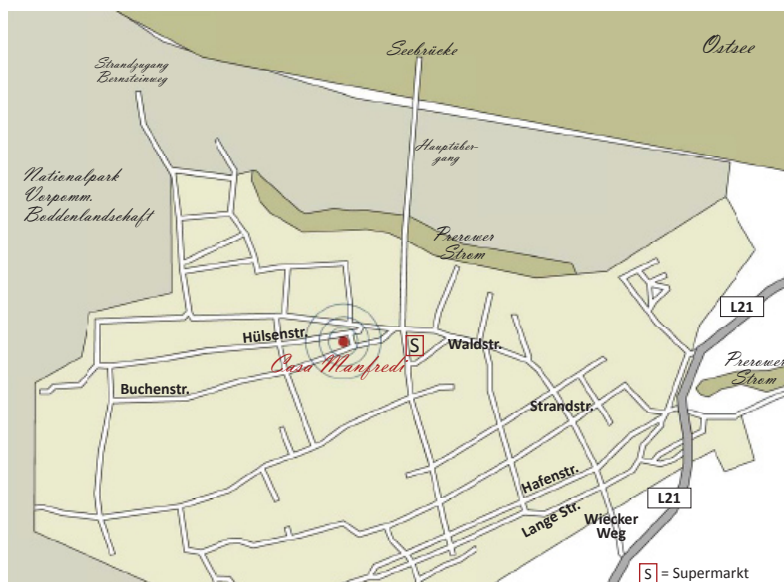 Seebrücke
Ostsee
Strandzugang
Bernsteinweg
Hauptüber-
gang
Nationalpark
Vorpomm.
Boddenlandschaft
Prerower
Strom
L21
Hülsenstr.
S
Waldstr.
Casa Manfredi
Prerower
Strom
Buchenstr.
Strandstr.
Hafenstr.
L21
Lange Str.
Wiecker
Weg
S = Supermarkt